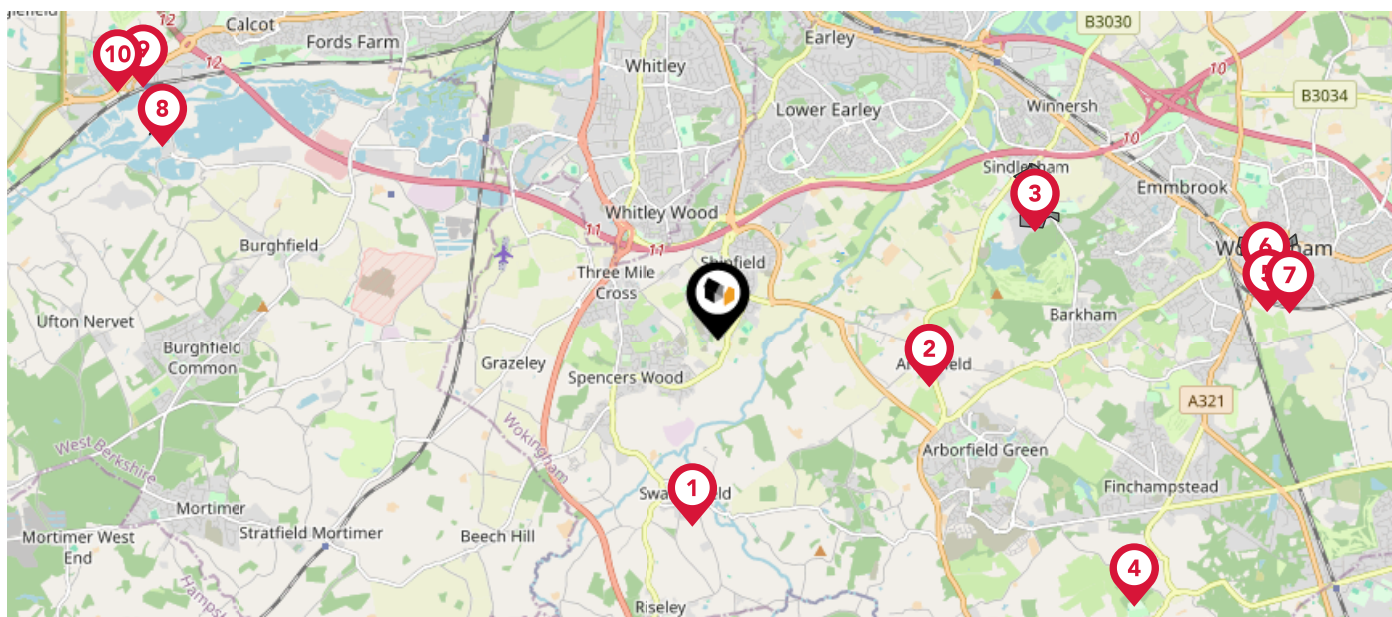 12
Calcot
B3030
Fords Farm
Earley
10
9
12
Whitley
10
B3034
8
Lower Earley
Winnersh
10
3
Emmbrook
Whitley Wood
11
11
Burghfield
6
Three Mile
Cross
5
7
Ufton Nervet
Barkham
Burghfield
Common
2
Grazeley
Spencers Wood
A321
Wokingham
West Berkshire
Arborfield Green
1
Finchampstead
Mortimer
Stratfield Mortimer
Beech Hill
Mortimer West
End
4
Riseley